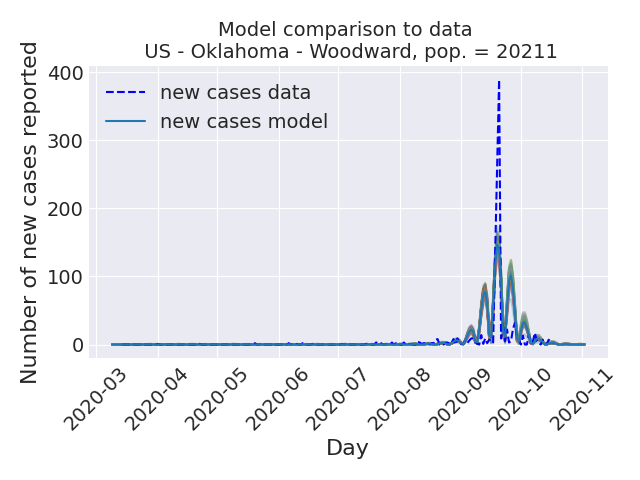 Model comparison to data
US - Oklahoma - Woodward, pop. = 20211
Number of new cases reported
400
300
200
100
0
new cases data
new cases model
2020-03
2020-04
2020-05
2020-06
2020-07
2020-08
2020-09
2020-10
2020-11
Day